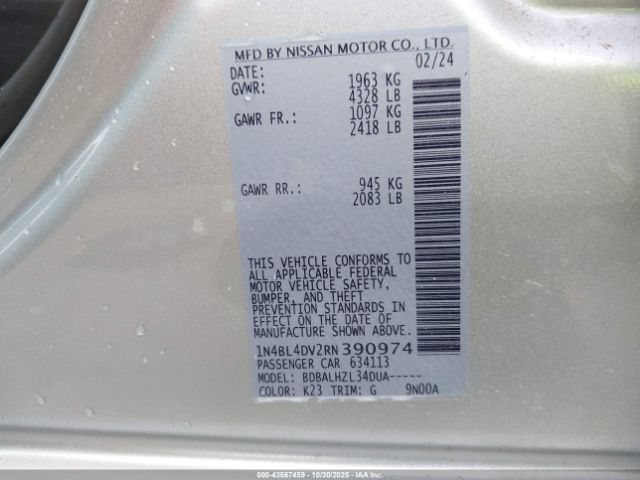 MFD BY NISSAN MOTOR CO., LTD.
DATE: 02/24
GVWR: 1963 KG
4328 LB
GAWR FR.: 1097 KG
2418 LB
GAWR RR.: 945 KG
2083 LB
THIS VEHICLE CONFORMS TO
ALL APPLICABLE FEDERAL
MOTOR VEHICLE SAFETY,
BUMPER, AND THEFT
PREVENTION STANDARDS IN
EFFECT ON THE DATE OF
MANUFACTURE SHOWN ABOVE.
1N4BL4DV2RN390974
PASSENGER CAR 634113
MODEL: BDBALHZL34DUA-----
COLOR: K23 TRIM: G 9N00A
000-43567459 - 10/30/2025 - IAAI.COM